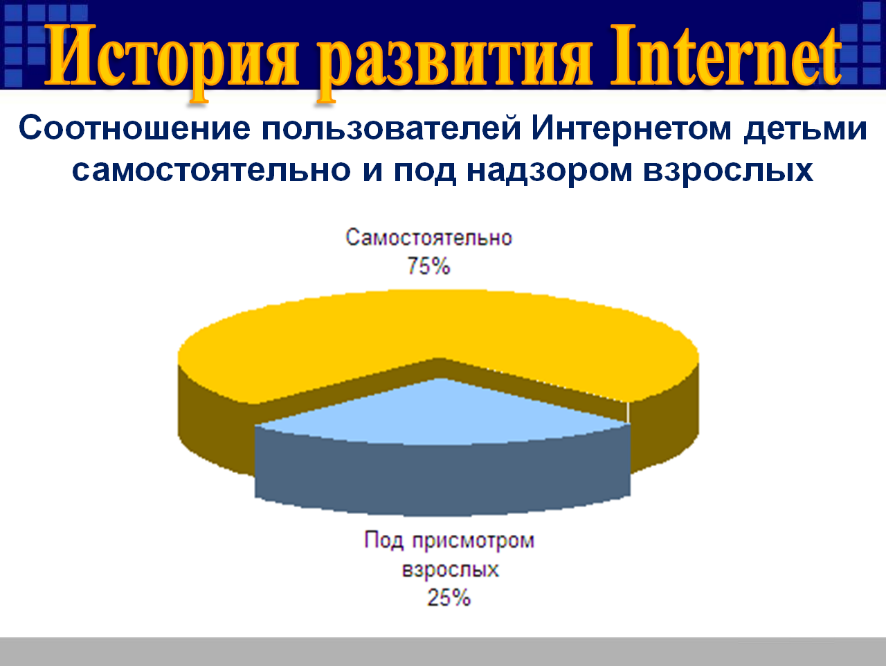 История развития Internet
Соотношение пользователей Интернетом детьми
самостоятельно и под надзором взрослых
Самостоятельно
75%
Под присмотром
взрослых
25%